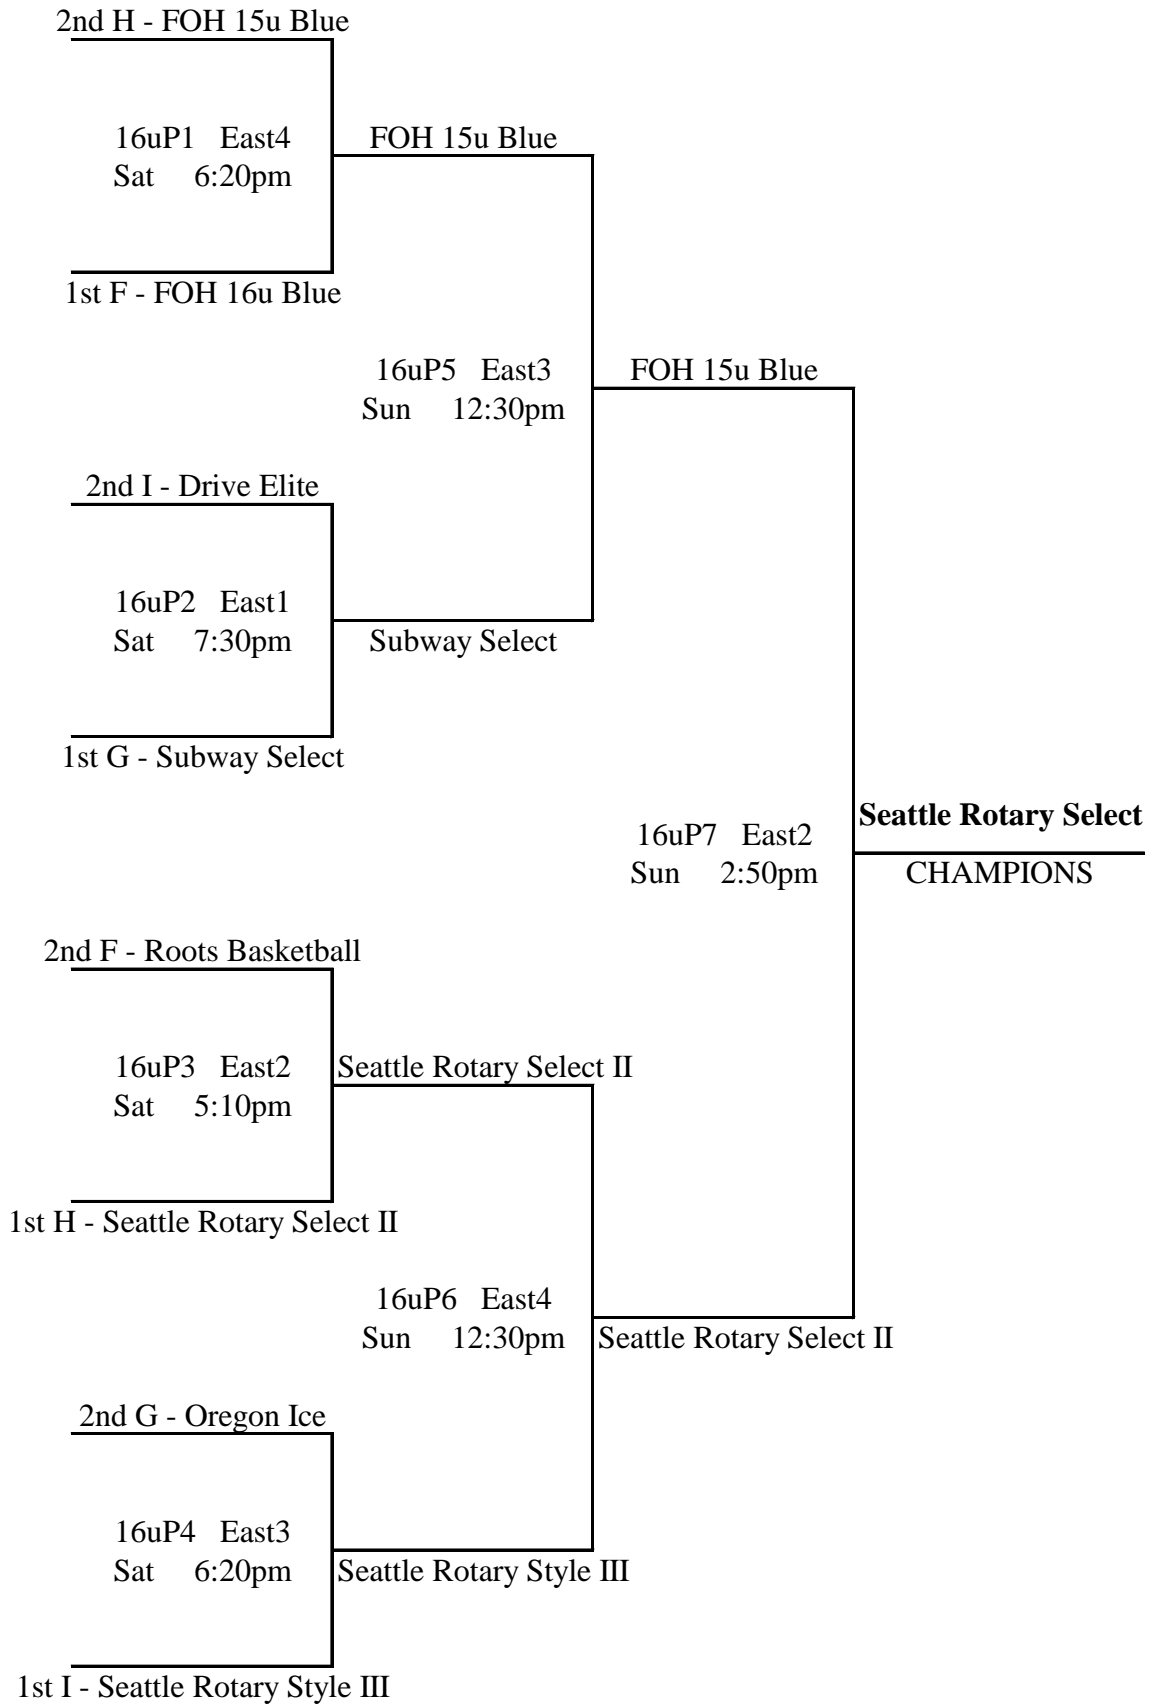 2nd H - FOH 15u Blue
16uP1 East4
Sat 6:20pm
FOH 15u Blue
1st F - FOH 16u Blue
16uP5 East3
Sun 12:30pm
FOH 15u Blue
2nd I - Drive Elite
16uP2 East1
Sat 7:30pm
Subway Select
1st G - Subway Select
16uP7 East2
Sun 2:50pm
Seattle Rotary Select
CHAMPIONS
2nd F - Roots Basketball
16uP3 East2
Sat 5:10pm
Seattle Rotary Select II
1st H - Seattle Rotary Select II
16uP6 East4
Sun 12:30pm
Seattle Rotary Select II
2nd G - Oregon Ice
16uP4 East3
Sat 6:20pm
Seattle Rotary Style III
1st I - Seattle Rotary Style III